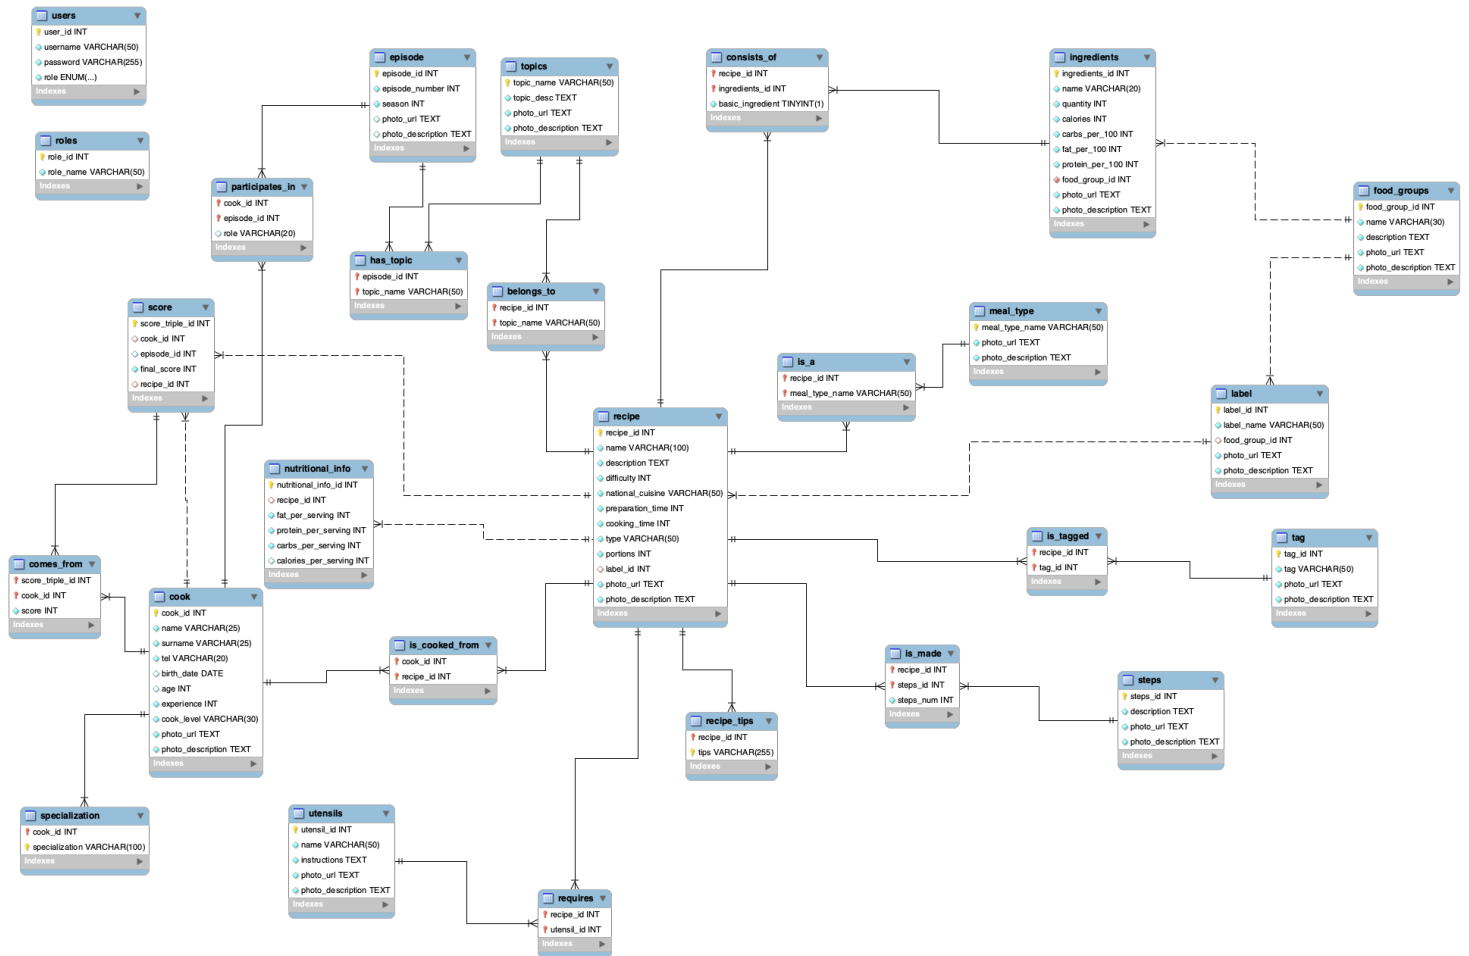 users
user_id INT
username VARCHAR(50)
password VARCHAR(255)
role ENUM(...)
Indexes
roles
role_id INT
role_name VARCHAR(50)
Indexes
episode
episode_id INT
episode_number INT
season INT
photo_url TEXT
photo_description TEXT
Indexes
topics
topic_name VARCHAR(50)
topic_desc TEXT
photo_url TEXT
photo_description TEXT
Indexes
consists_of
recipe_id INT
ingredients_id INT
basic_ingredient TINYINT(1)
Indexes
ingredients
ingredients_id INT
name VARCHAR(20)
quantity INT
calories INT
carbs_per_100 INT
fat_per_100 INT
protein_per_100 INT
food_group_id INT
photo_url TEXT
photo_description TEXT
Indexes
food_groups
food_group_id INT
name VARCHAR(30)
description TEXT
photo_url TEXT
photo_description TEXT
Indexes
participates_in
cook_id INT
episode_id INT
role VARCHAR(20)
Indexes
has_topic
episode_id INT
topic_name VARCHAR(50)
Indexes
belongs_to
recipe_id INT
topic_name VARCHAR(50)
Indexes
score
score_triple_id INT
cook_id INT
episode_id INT
final_score INT
recipe_id INT
Indexes
meal_type
meal_type_name VARCHAR(50)
photo_url TEXT
photo_description TEXT
Indexes
is_a
recipe_id INT
meal_type_name VARCHAR(50)
Indexes
label
label_id INT
label_name VARCHAR(50)
food_group_id INT
photo_url TEXT
photo_description TEXT
Indexes
recipe
recipe_id INT
name VARCHAR(100)
description TEXT
difficulty INT
national_cuisine VARCHAR(50)
preparation_time INT
cooking_time INT
type VARCHAR(50)
portions INT
label_id INT
photo_url TEXT
photo_description TEXT
Indexes
nutritional_info
nutritional_info_id INT
recipe_id INT
fat_per_serving INT
protein_per_serving INT
carbs_per_serving INT
calories_per_serving INT
Indexes
is_tagged
recipe_id INT
tag_id INT
Indexes
tag
tag_id INT
tag VARCHAR(50)
photo_url TEXT
photo_description TEXT
Indexes
comes_from
score_triple_id INT
cook_id INT
score INT
Indexes
cook
cook_id INT
name VARCHAR(25)
surname VARCHAR(25)
tel VARCHAR(20)
birth_date DATE
age INT
experience INT
cook_level VARCHAR(30)
photo_url TEXT
photo_description TEXT
Indexes
is_cooked_from
cook_id INT
recipe_id INT
Indexes
is_made
recipe_id INT
steps_id INT
steps_num INT
Indexes
steps
steps_id INT
description TEXT
photo_url TEXT
photo_description TEXT
Indexes
recipe_tips
recipe_id INT
tips VARCHAR(255)
Indexes
specialization
cook_id INT
specialization VARCHAR(100)
Indexes
utensils
utensil_id INT
name VARCHAR(50)
instructions TEXT
photo_url TEXT
photo_description TEXT
Indexes
requires
recipe_id INT
utensil_id INT
Indexes